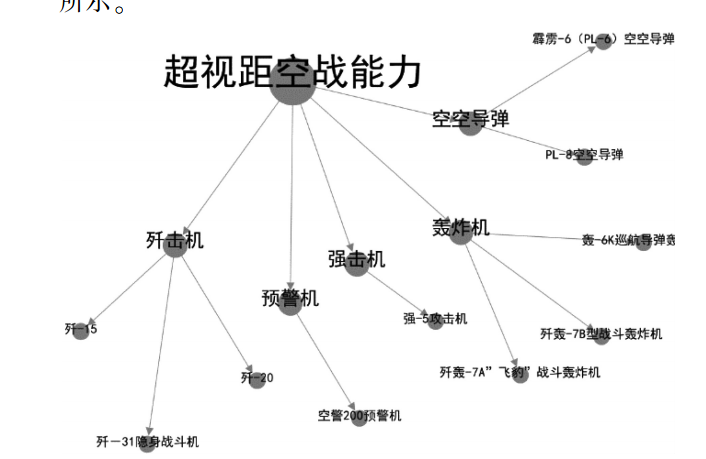 所示。
霹雳-6（PL-6）空空导弹
超视距空战能力
空空导弹
PL-8空空导弹
歼击机
轰炸机
轰-6K巡航导弹轰
强击机
预警机
歼-15
强-5攻击机
歼轰-7B型战斗轰炸机
歼-20
歼轰-7A”飞豹”战斗轰炸机
空警200预警机
歼－31隐身战斗机